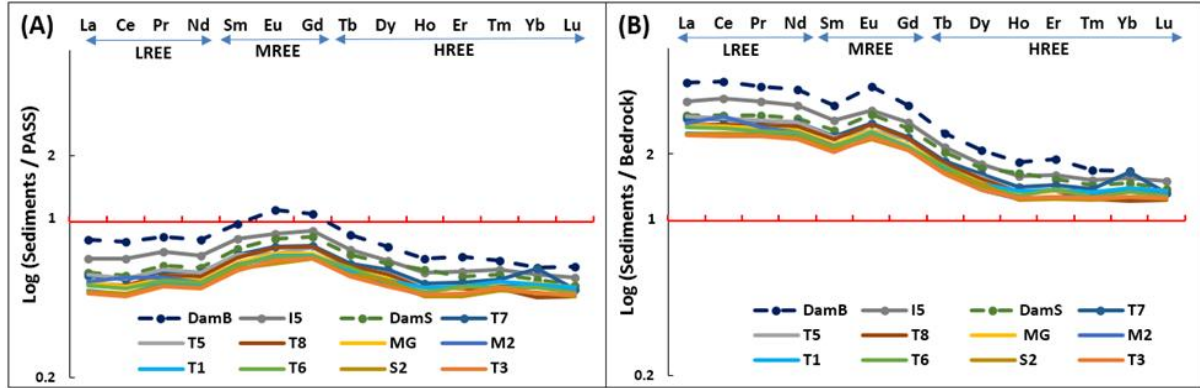 (A)
La Ce Pr Nd Sm Eu Gd Tb Dy Ho Er Tm Yb Lu
LREE MREE HREE
Log (Sediments / PASS)
2
1
0.2
DamB I5 DamS T7
T5 T8 MG M2
T1 T6 S2 T3
(B)
La Ce Pr Nd Sm Eu Gd Tb Dy Ho Er Tm Yb Lu
LREE MREE HREE
Log (Sediments / Bedrock)
2
1
0.2
DamB I5 DamS T7
T5 T8 MG M2
T1 T6 S2 T3